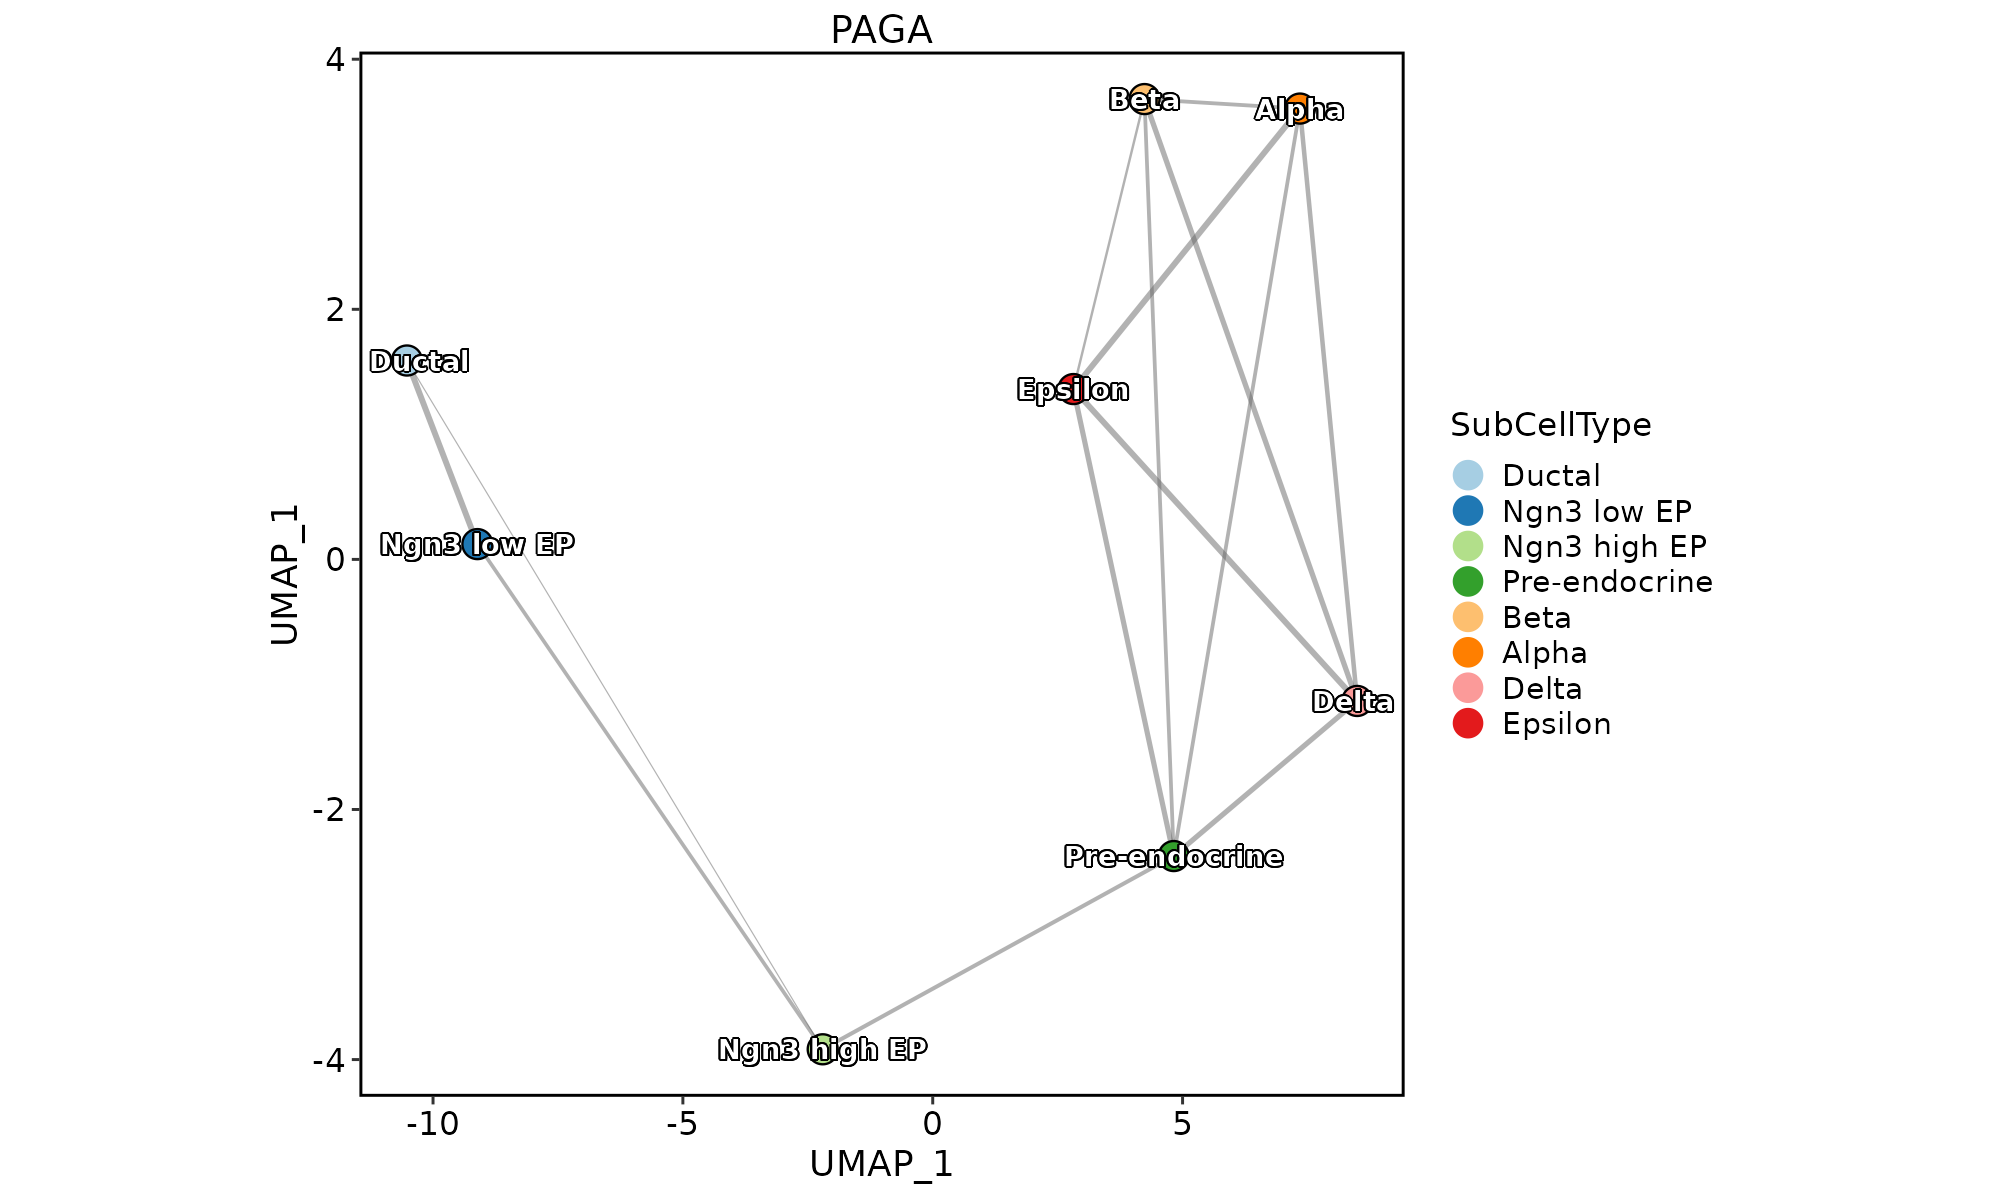 PAGA
4
2
0
-2
-4
UMAP_1
Beta
Alpha
Ductal
Epsilon
Ngn3 low EP
Delta
Pre-endocrine
Ngn3 high EP
-10
-5
0
5
UMAP_1
SubCellType
Ductal
Ngn3 low EP
Ngn3 high EP
Pre-endocrine
Beta
Alpha
Delta
Epsilon